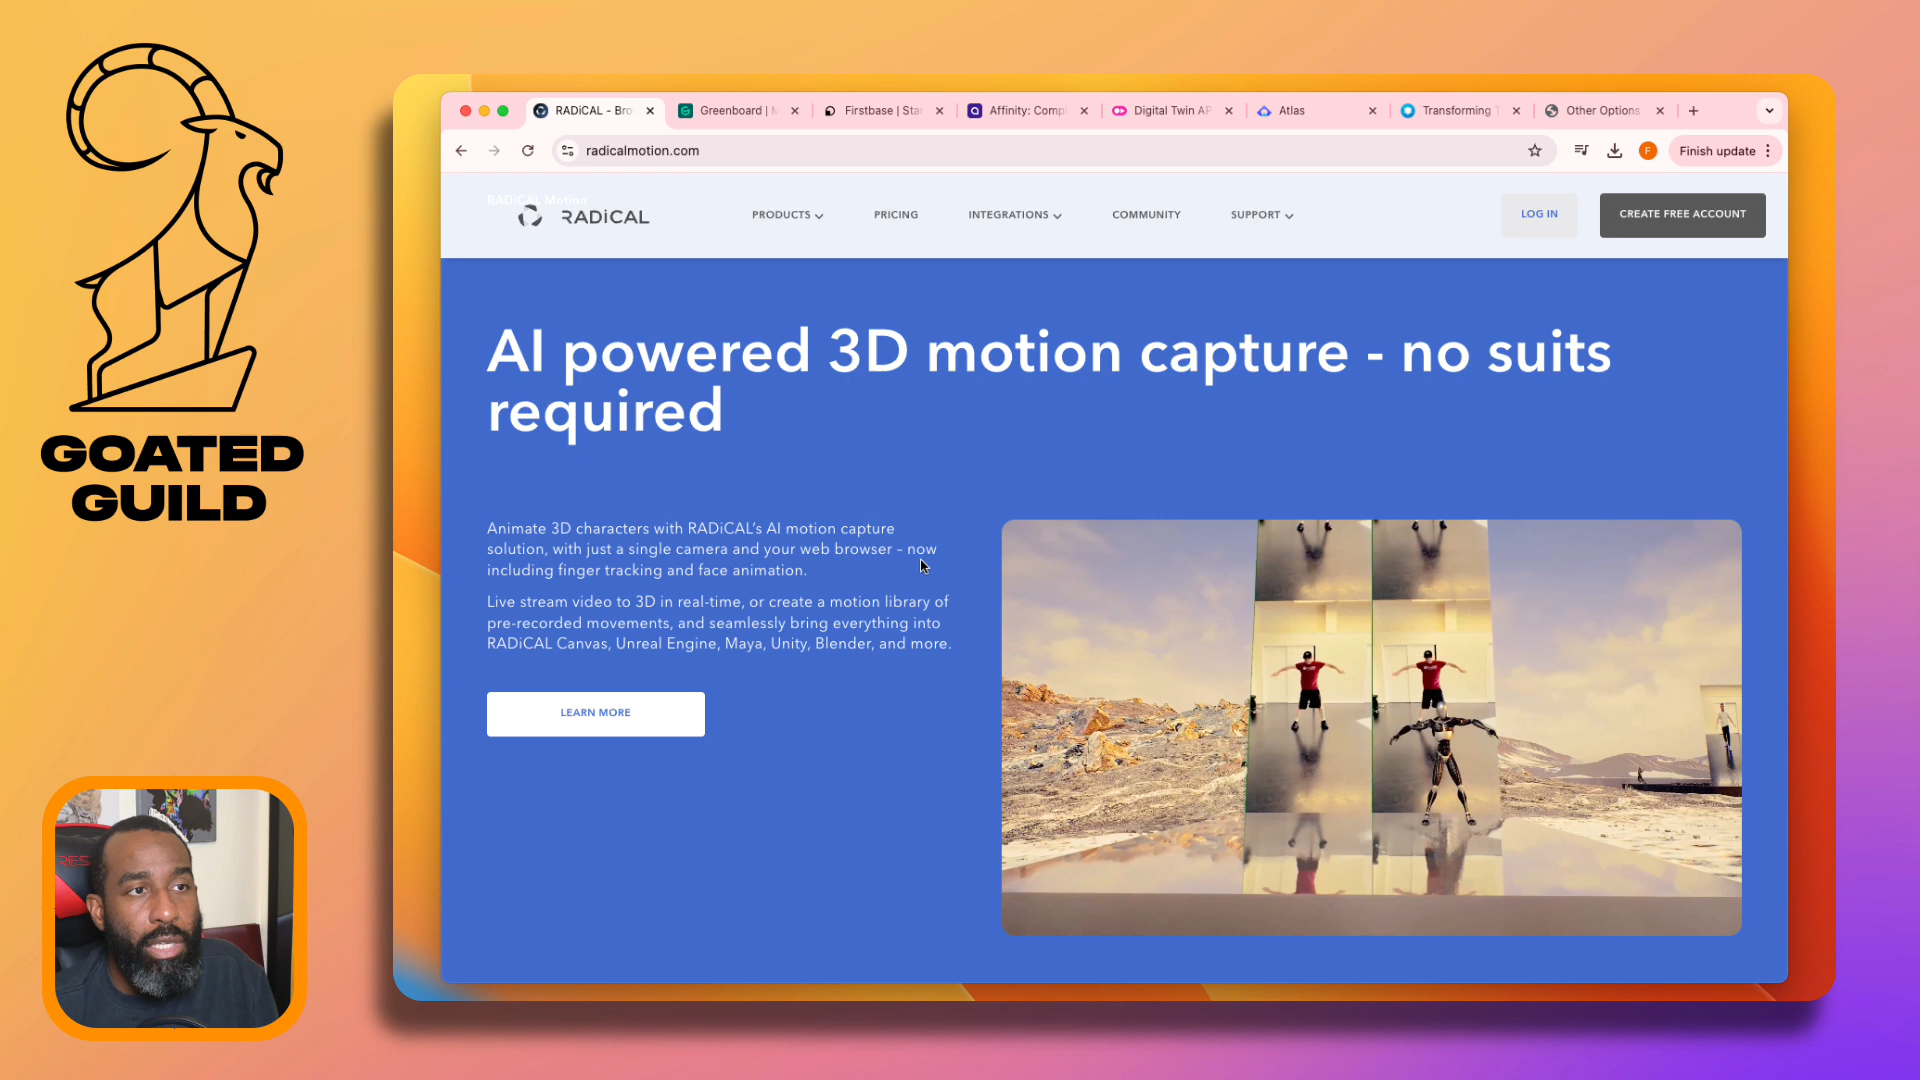 GOATED
GUILD
RADiCAL - Bro
Greenboard | M
Firstbase | Star
Affinity: Compl
Digital Twin AP
Atlas
Transforming T
Other Options
radicalmotion.com
F
Finish update
RADiCAL Motion
RADiCAL
PRODUCTS
PRICING
INTEGRATIONS
COMMUNITY
SUPPORT
LOG IN
CREATE FREE ACCOUNT
AI powered 3D motion capture - no suits
required
Animate 3D characters with RADiCAL's AI motion capture
solution, with just a single camera and your web browser – now
including finger tracking and face animation.
Live stream video to 3D in real-time, or create a motion library of
pre-recorded movements, and seamlessly bring everything into
RADiCAL Canvas, Unreal Engine, Maya, Unity, Blender, and more.
LEARN MORE